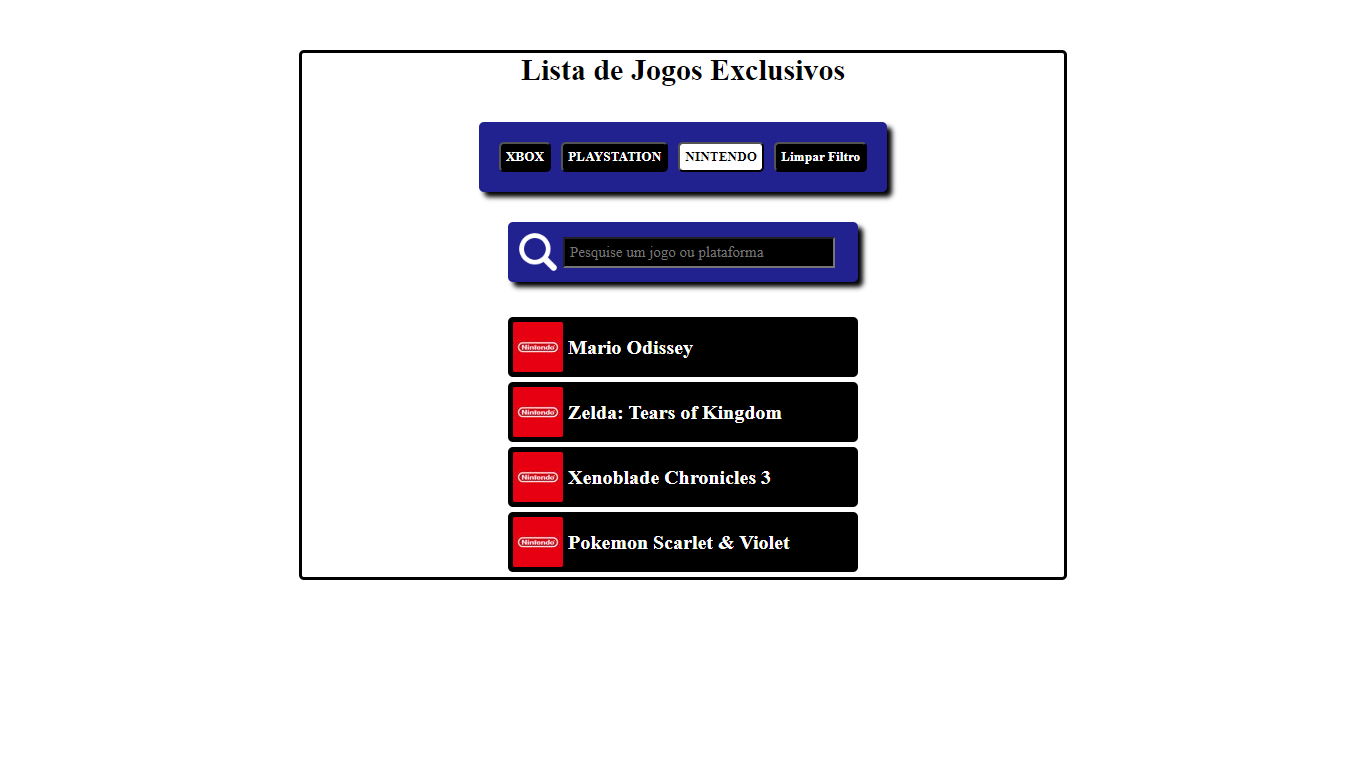 Lista de Jogos Exclusivos
XBOX PLAYSTATION NINTENDO Limpar Filtro
Pesquise um jogo ou plataforma
Nintendo Mario Odissey
Nintendo Zelda: Tears of Kingdom
Nintendo Xenoblade Chronicles 3
Nintendo Pokemon Scarlet & Violet